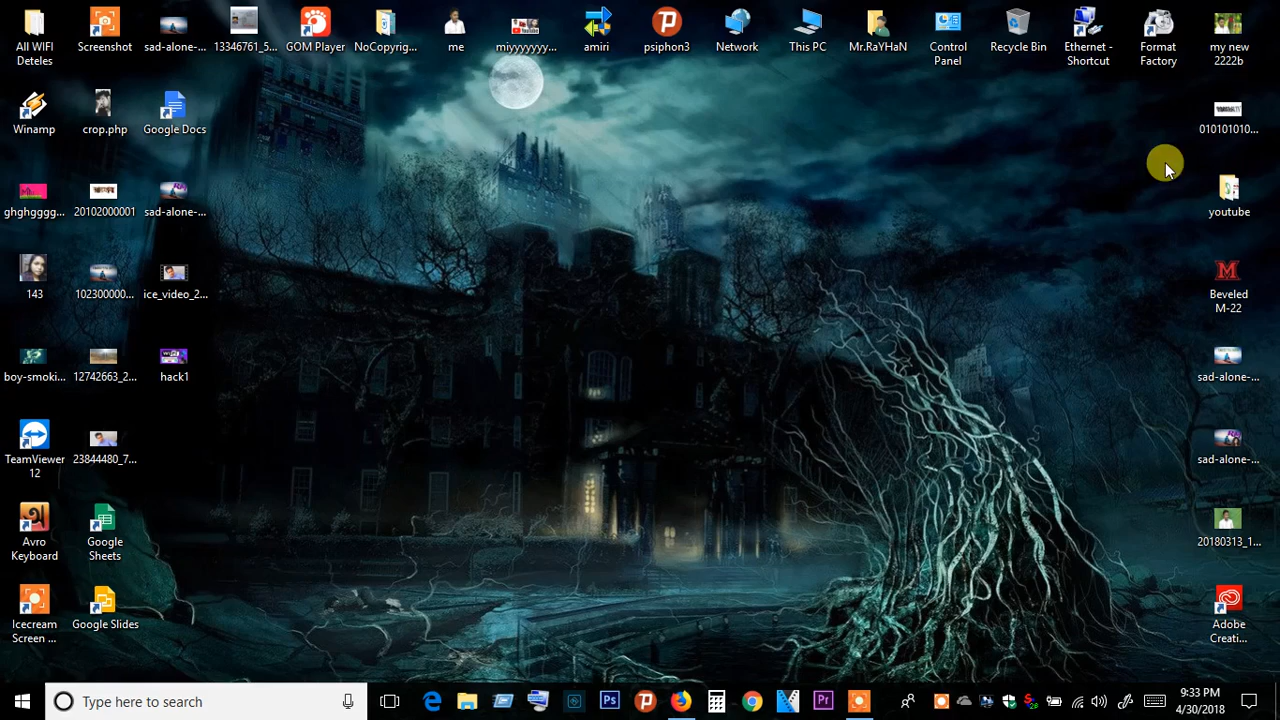 All WIFI
Deteles
Screenshot
sad-alone-...
13346761_5...
GOM Player
NoCopyrig...
me
miyyyyyyy...
amiri
psiphon3
Network
This PC
Mr.RaYHaN
Control
Panel
Recycle Bin
Ethernet -
Shortcut
Format
Factory
my new
2222b
Winamp
crop.php
Google Docs
010101010...
ghghgggg...
20102000001
sad-alone-...
youtube
143
102300000...
ice_video_2...
Beveled
M-22
boy-smoki...
12742663_2...
hack1
sad-alone-...
TeamViewer
12
23844480_7...
sad-alone-...
Avro
Keyboard
Google
Sheets
20180313_1...
Icecream
Screen ...
Google Slides
Adobe
Creati...
Type here to search
Ps
Pr
9:33 PM
4/30/2018